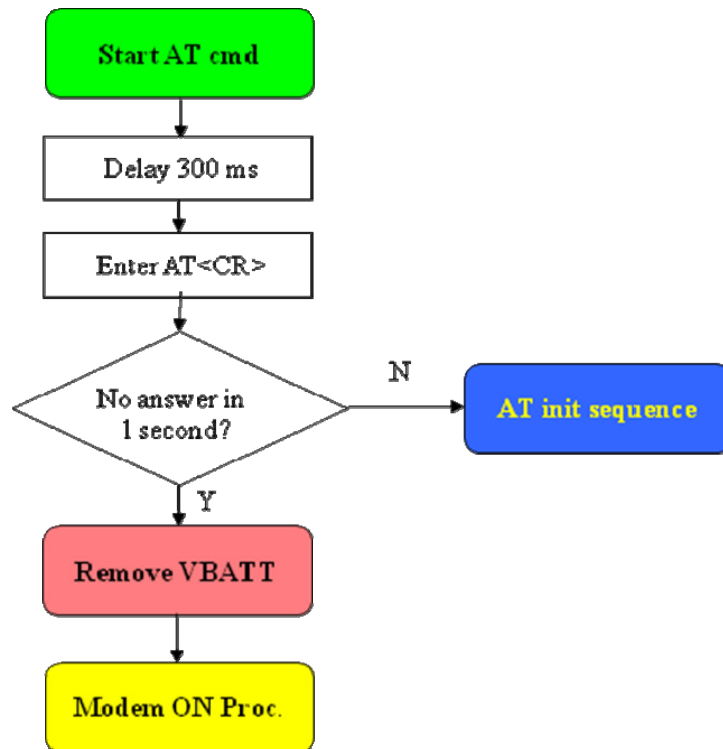 Start AT cmd
Delay 300 ms
Enter AT<CR>
No answer in
1 second?
N
AT init sequence
Y
Remove VBATT
Modem ON Proc.